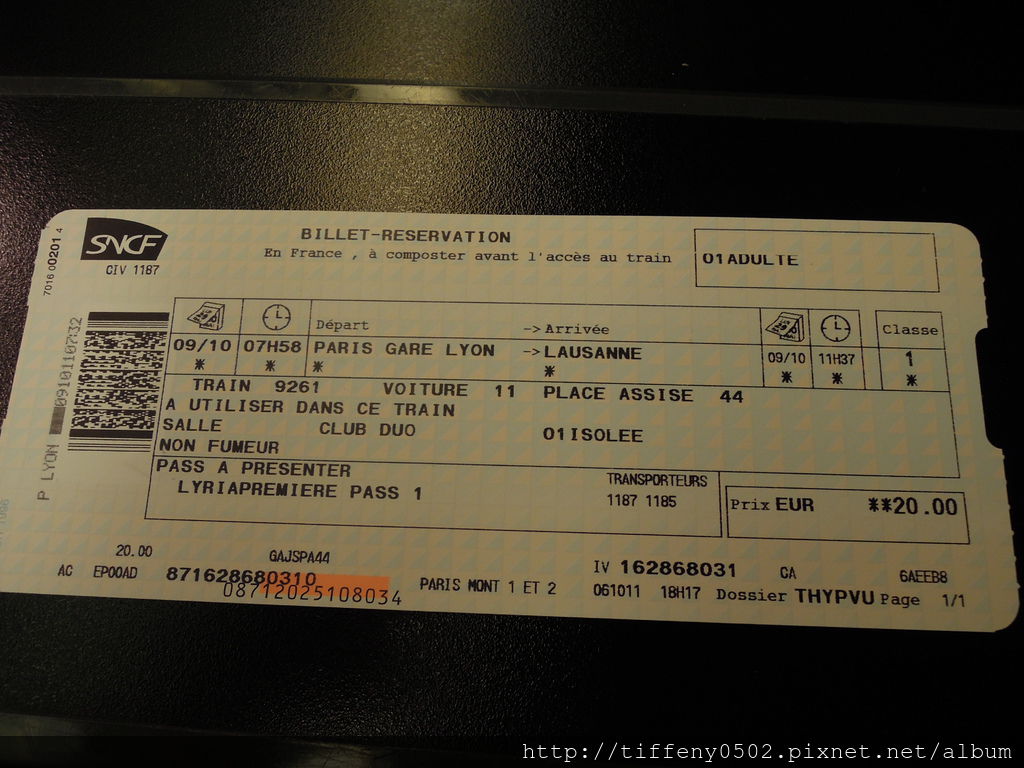 SNCF
CIV 1187
7016 00201 4
BILLET-RESERVATION
En France , à composter avant l'accès au train
01ADULTE
Départ -> Arrivée Classe
09/10 07H58 PARIS GARE LYON -> LAUSANNE 09/10 11H37 1
* * * * * * *
TRAIN 9261 VOITURE 11 PLACE ASSISE 44
A UTILISER DANS CE TRAIN
SALLE CLUB DUO 01ISOLEE
NON FUMEUR
PASS A PRESENTER TRANSPORTEURS
LYRIAPREMIERE PASS 1 1187 1185
Prix EUR **20.00
P LYON
20.00 GAJSPA44
AC EP00AD 871628680310 IV 162868031 CA 6AEEB8
08712025108034 PARIS MONT 1 ET 2 061011 18H17 Dossier THYPVU Page 1/1
http://tiffeny0502.pixnet.net/album